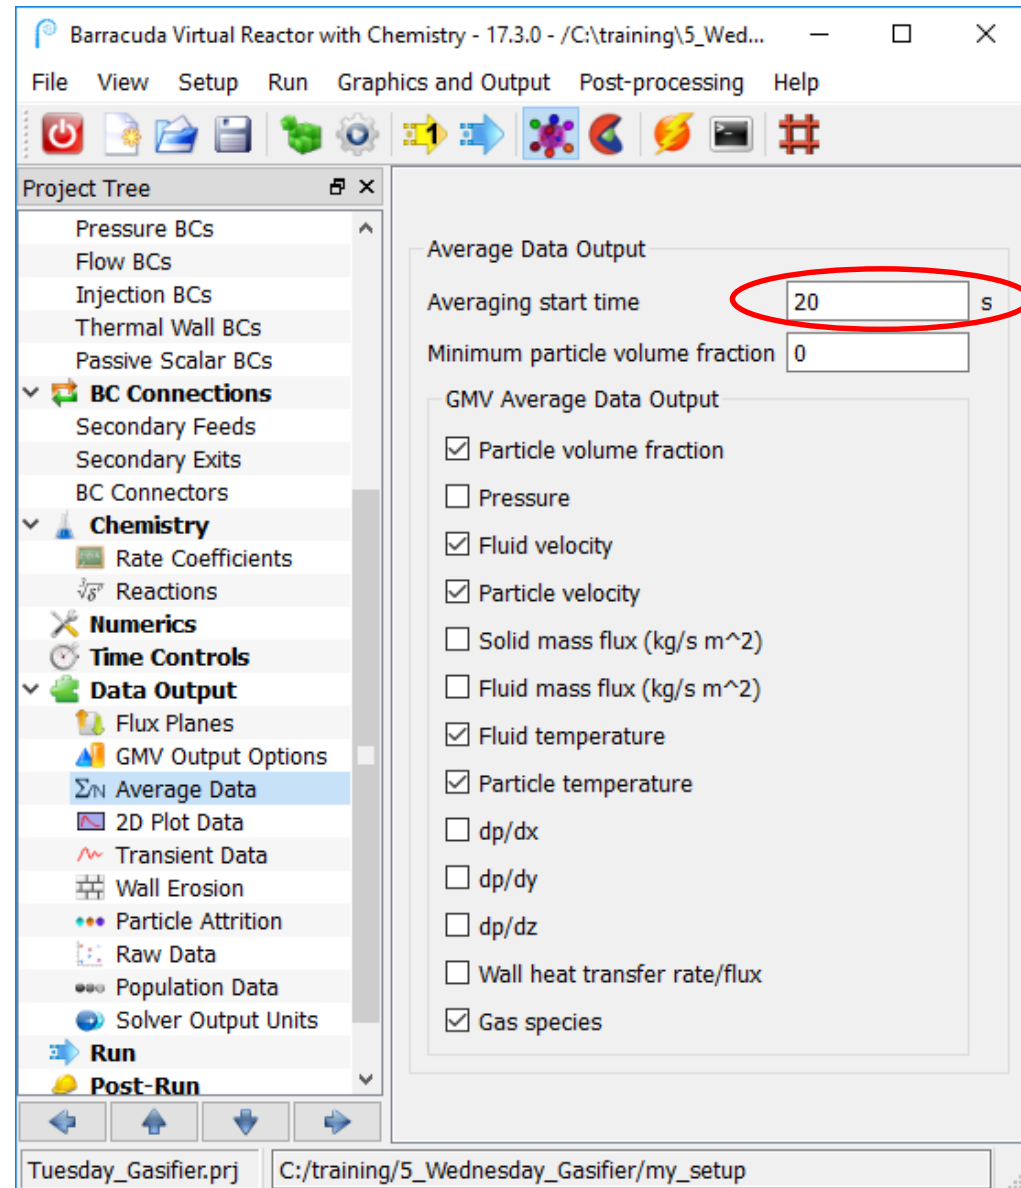 Barracuda Virtual Reactor with Chemistry - 17.3.0 - /C:\training\5_Wed...
File View Setup Run Graphics and Output Post-processing Help
1
Project Tree
Pressure BCs
Flow BCs
Injection BCs
Thermal Wall BCs
Passive Scalar BCs
BC Connections
Secondary Feeds
Secondary Exits
BC Connectors
Chemistry
Rate Coefficients
Reactions
Numerics
Time Controls
Data Output
Flux Planes
GMV Output Options
Σ/N Average Data
2D Plot Data
Transient Data
Wall Erosion
Particle Attrition
Raw Data
Population Data
Solver Output Units
Run
Post-Run
Average Data Output
Averaging start time 20 s
Minimum particle volume fraction 0
GMV Average Data Output
Particle volume fraction
Pressure
Fluid velocity
Particle velocity
Solid mass flux (kg/s m^2)
Fluid mass flux (kg/s m^2)
Fluid temperature
Particle temperature
dp/dx
dp/dy
dp/dz
Wall heat transfer rate/flux
Gas species
Tuesday_Gasifier.prj C:/training/5_Wednesday_Gasifier/my_setup